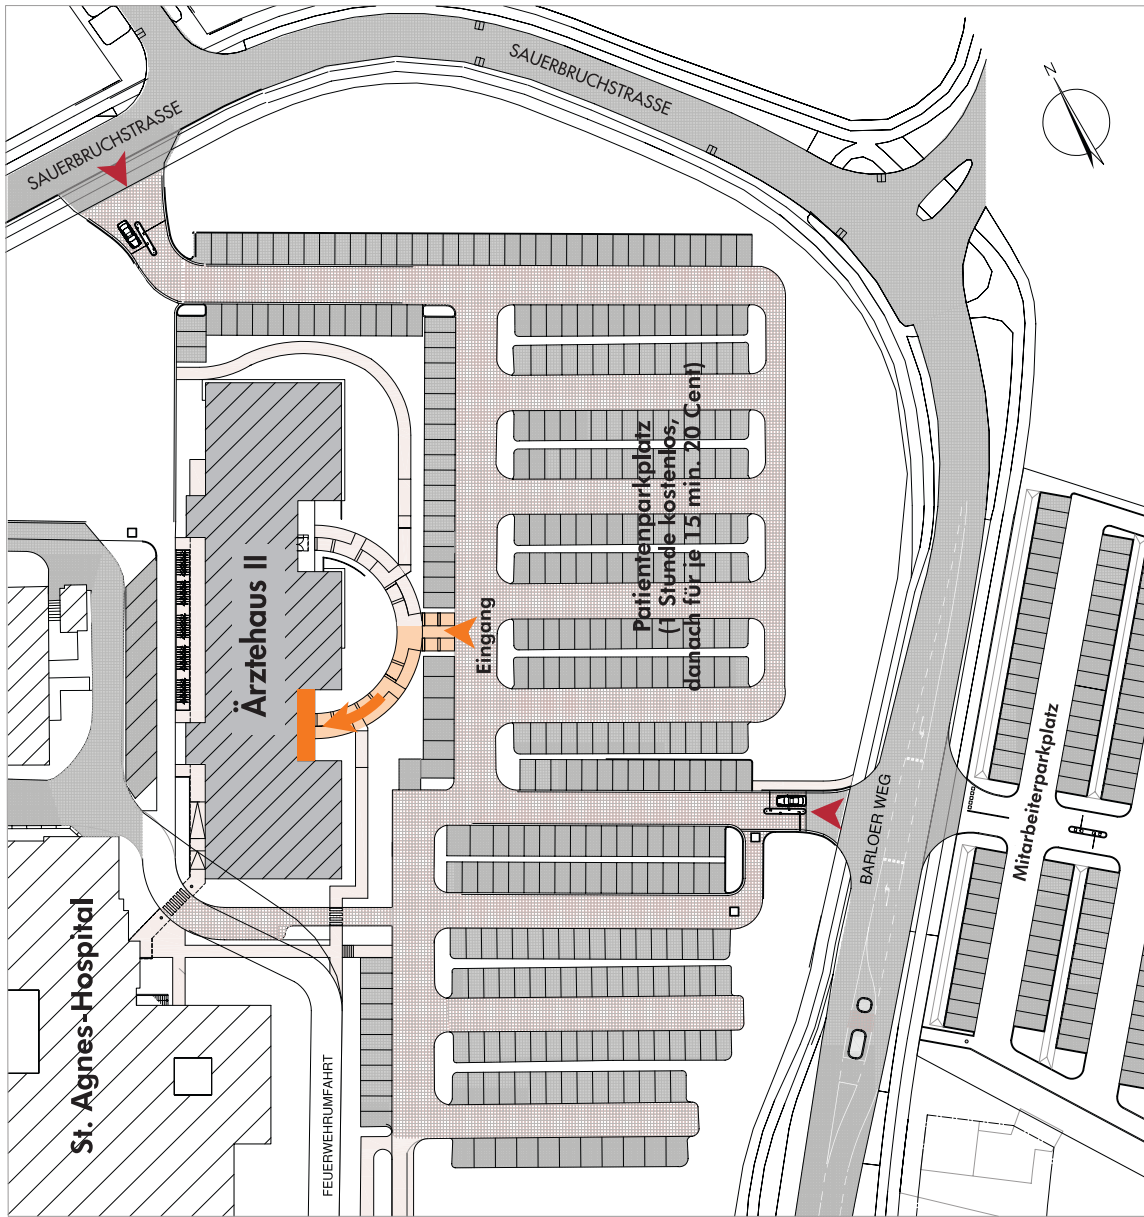 SAUERBRUCHSTRASSE
SAUERBRUCHSTRASSE
N
Patientenparkplatz
(1 Stunde kostenlos,
danach für je 15 min. 20 Cent)
Ärztehaus II
Eingang
Mitarbeiterparkplatz
BARLOER WEG
St. Agnes-Hospital
FEUERWEHRUMFAHRT